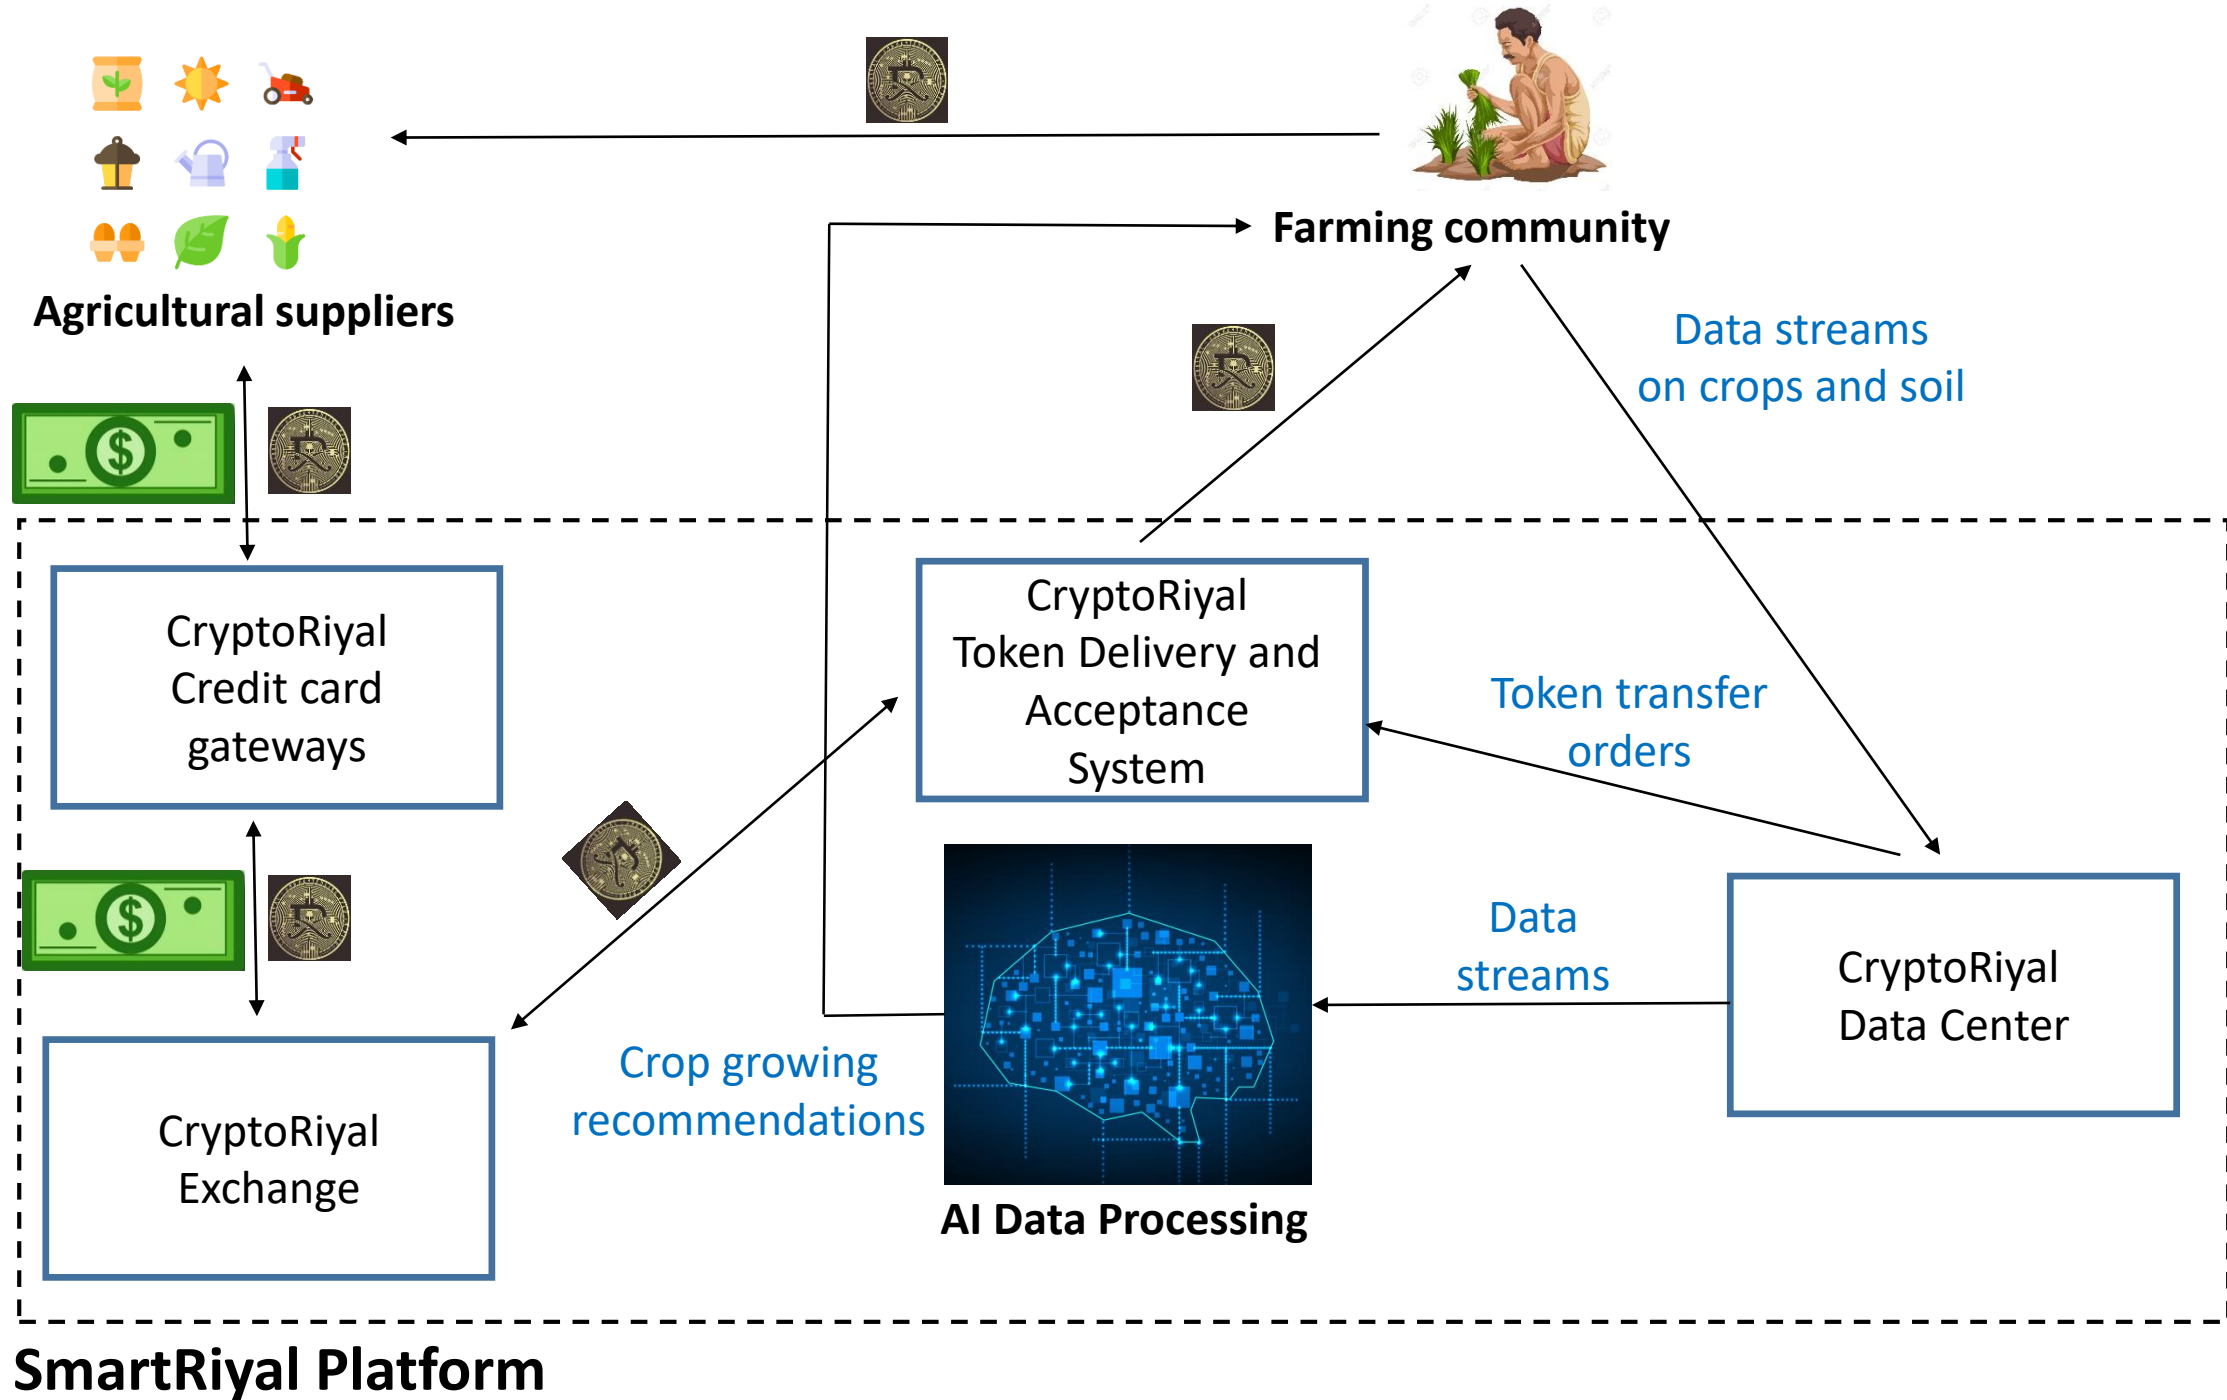 Farming community
Agricultural suppliers
Data streams
on crops and soil
$
CryptoRiyal
Credit card
gateways
CryptoRiyal
Token Delivery and
Acceptance
System
Token transfer
orders
$
Data
streams
CryptoRiyal
Data Center
Crop growing
recommendations
CryptoRiyal
Exchange
AI Data Processing
SmartRiyal Platform